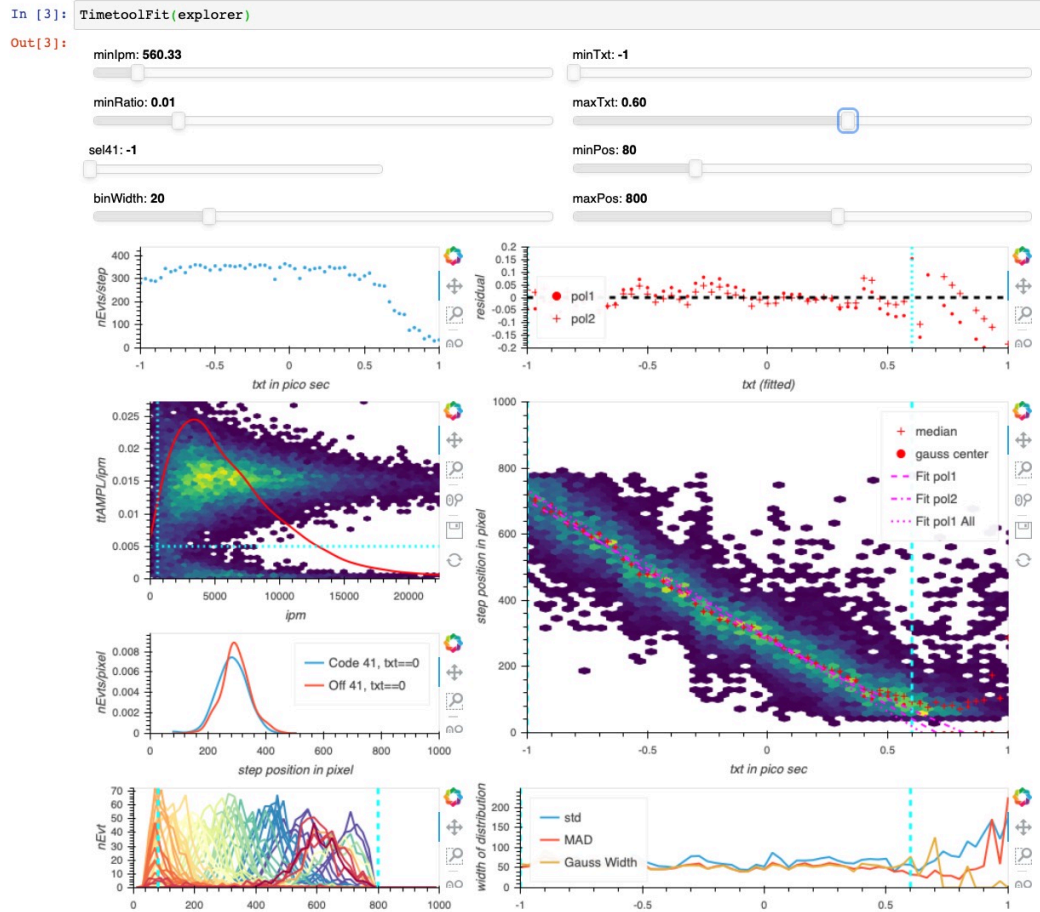 In [3]: TimetoolFit(explorer)
Out[3]:
minIpm: 560.33
minTxt: -1
minRatio: 0.01
maxTxt: 0.60
sel41: -1
minPos: 80
binWidth: 20
maxPos: 800
nEvts/step
400
300
200
100
0
-1 -0.5 0 0.5 1
txt in pico sec
residual
0.2
0.15
0.1
0.05
0
-0.05
-0.1
-0.15
-0.2
pol1
pol2
-1 -0.5 0 0.5 1
txt (fitted)
ttAMPL/ipm
0.025
0.02
0.015
0.01
0.005
0
0 5000 10000 15000 20000
ipm
nEvts/pixel
0.008
0.006
0.004
0.002
0
Code 41, txt==0
Off 41, txt==0
0 200 400 600 800 1000
step position in pixel
step position in pixel
1000
800
600
400
200
0
median
gauss center
Fit pol1
Fit pol2
Fit pol1 All
-1 -0.5 0 0.5 1
txt in pico sec
nEvt
70
60
50
40
30
20
10
0
0 200 400 600 800 1000
width of distribution
200
150
100
50
0
std
MAD
Gauss Width
-1 -0.5 0 0.5 1